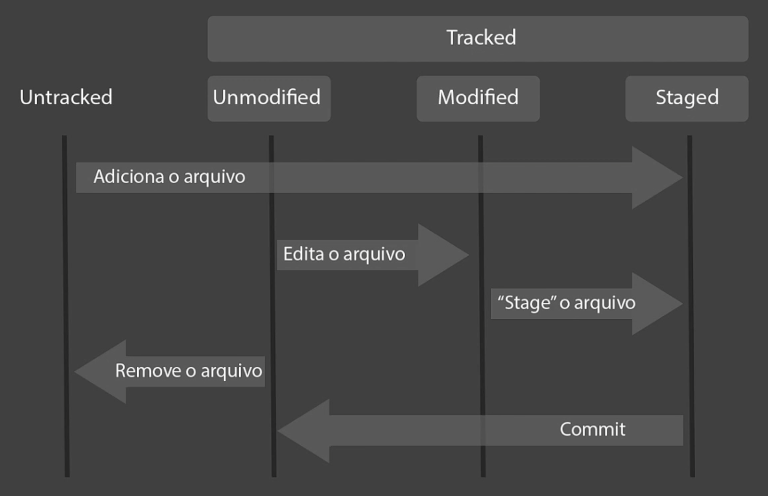 Tracked
Untracked
Unmodified
Modified
Staged
Adiciona o arquivo
Edita o arquivo
“Stage” o arquivo
Remove o arquivo
Commit